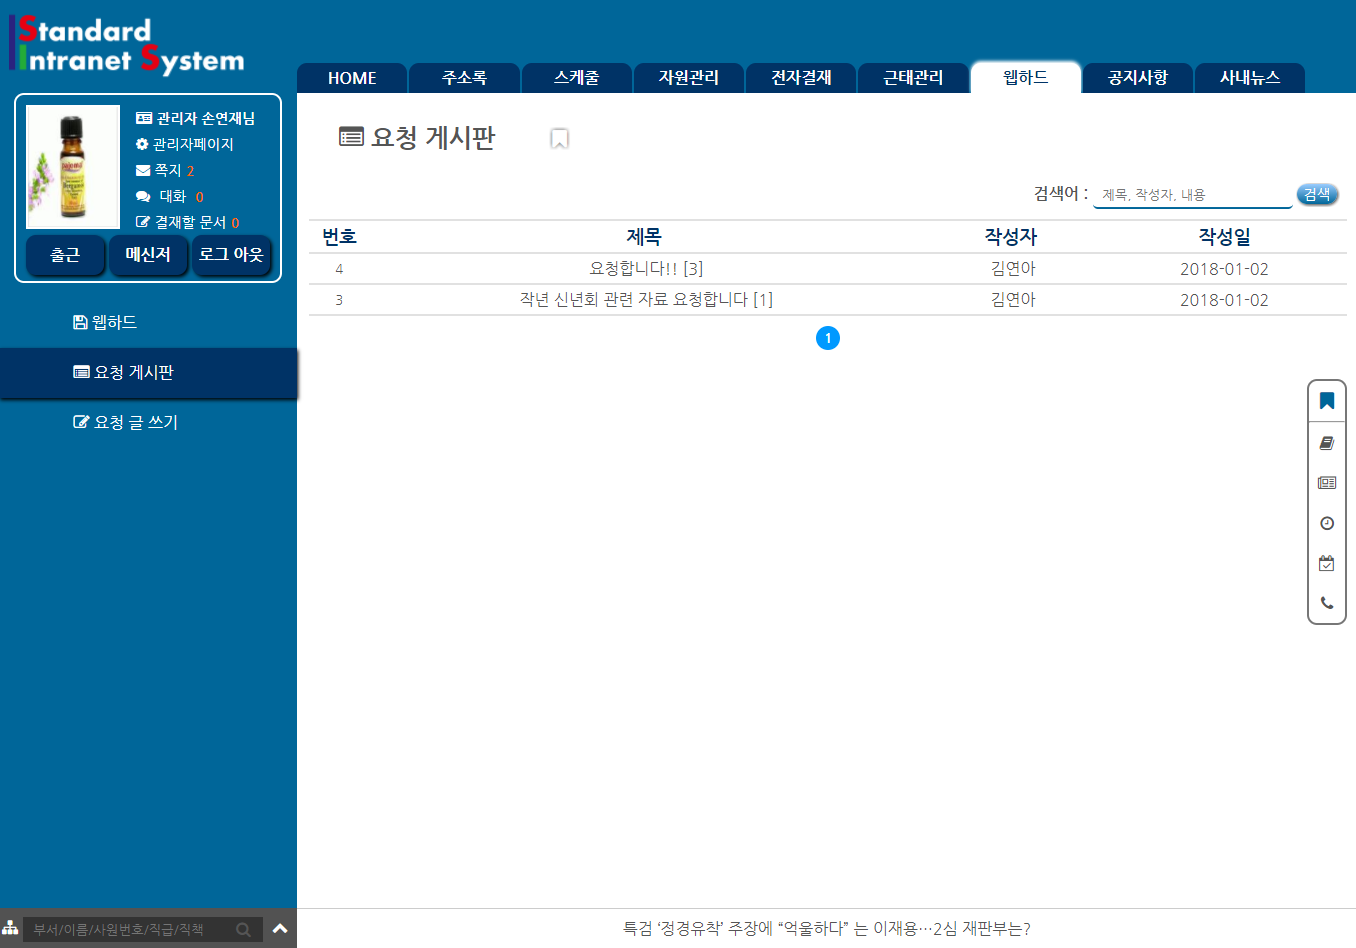 Standard
Intranet System
HOME 주소록 스케줄 자원관리 전자결재 근태관리 웹하드 공지사항 사내뉴스
관리자 손연재님
관리자페이지
쪽지 2
대화 0
결재할 문서 0
출근 메신저 로그 아웃
웹하드
요청 게시판
요청 글 쓰기
요청 게시판
검색어 : 제목, 작성자, 내용 검색
번호 제목 작성자 작성일
4 요청합니다!! [3] 김연아 2018-01-02
3 작년 신년회 관련 자료 요청합니다 [1] 김연아 2018-01-02
1
부서/이름/사원번호/직급/직책
특검 ‘정경유착’ 주장에 “억울하다” 는 이재용…2심 재판부는?